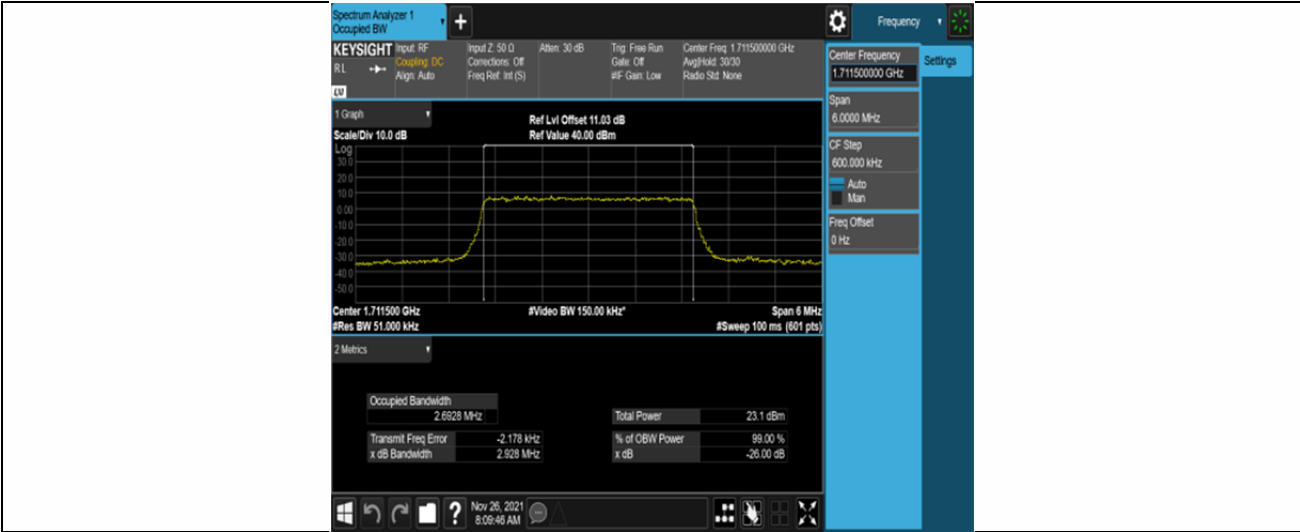 Spectrum Analyzer 1
Occupied BW
+
Frequency
KEYSIGHT
Input: RF
Coupling: DC
Align: Auto
RL
Input Z: 50 Ω
Corrections: Off
Freq Ref: Int (S)
Atten: 30 dB
Trig: Free Run
Gate: Off
#IF Gain: Low
Center Freq: 1.711500000 GHz
Avg|Hold: 30/30
Radio Std: None
Center Frequency
1.711500000 GHz
Settings
Span
6.0000 MHz
CF Step
600.000 kHz
Auto
Man
Freq Offset
0 Hz
1 Graph
Scale/Div 10.0 dB
Ref Lvl Offset 11.03 dB
Ref Value 40.00 dBm
Log
30.0
20.0
10.0
0.00
-10.0
-20.0
-30.0
-40.0
-50.0
Center 1.711500 GHz
#Video BW 150.00 kHz*
Span 6 MHz
#Res BW 51.000 kHz
#Sweep 100 ms (601 pts)
2 Metrics
Occupied Bandwidth
2.6928 MHz
Total Power 23.1 dBm
Transmit Freq Error -2.178 kHz
% of OBW Power 99.00 %
x dB Bandwidth 2.928 MHz
x dB -26.00 dB
?
Nov 26, 2021
8:09:46 AM